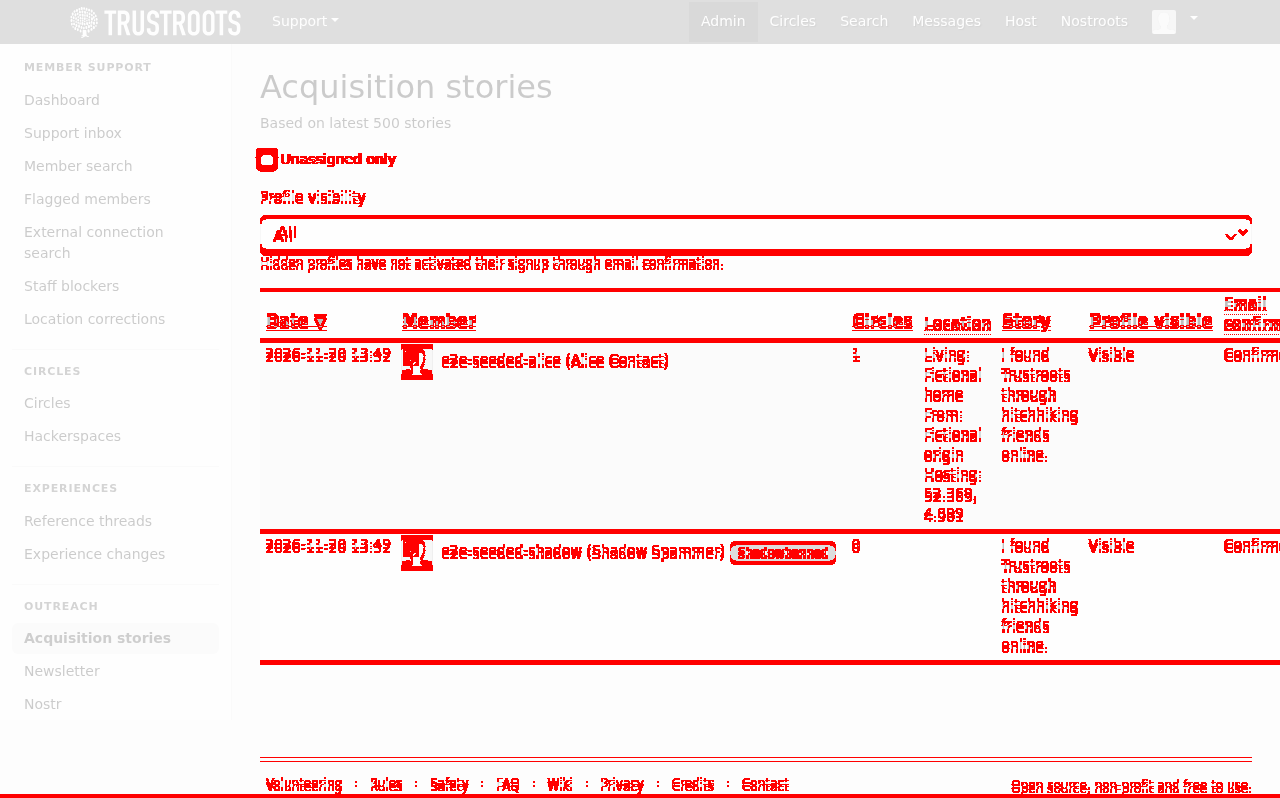 TRUSTROOTS
Support
Admin
Circles
Search
Messages
Host
Nostroots
MEMBER SUPPORT
Dashboard
Support inbox
Member search
Flagged members
External connection
search
Staff blockers
Location corrections
CIRCLES
Circles
Hackerspaces
EXPERIENCES
Reference threads
Experience changes
OUTREACH
Acquisition stories
Newsletter
Nostr
Acquisition stories
Based on latest 500 stories
Unassigned only
Profile visibility
All
Hidden profiles have not activated their signup through email confirmation.
Date ▽
Member
Circles
Location
Story
Profile visible
Email
e2e-seeded-alice (Alice Contact)
1
Living:
Fictional
home
From:
Fictional
origin
Hosting:
I found
Trustroots
through
hitchhiking
friends
online.
Visible
e2e-seeded-shadow (Shadow Spammer)
Shadowbanned
0
I found
Trustroots
through
hitchhiking
friends
online.
Visible
Volunteering · Rules · Safety · FAQ · Wiki · Privacy · Credits · Contact
Open source, non-profit and free to use.